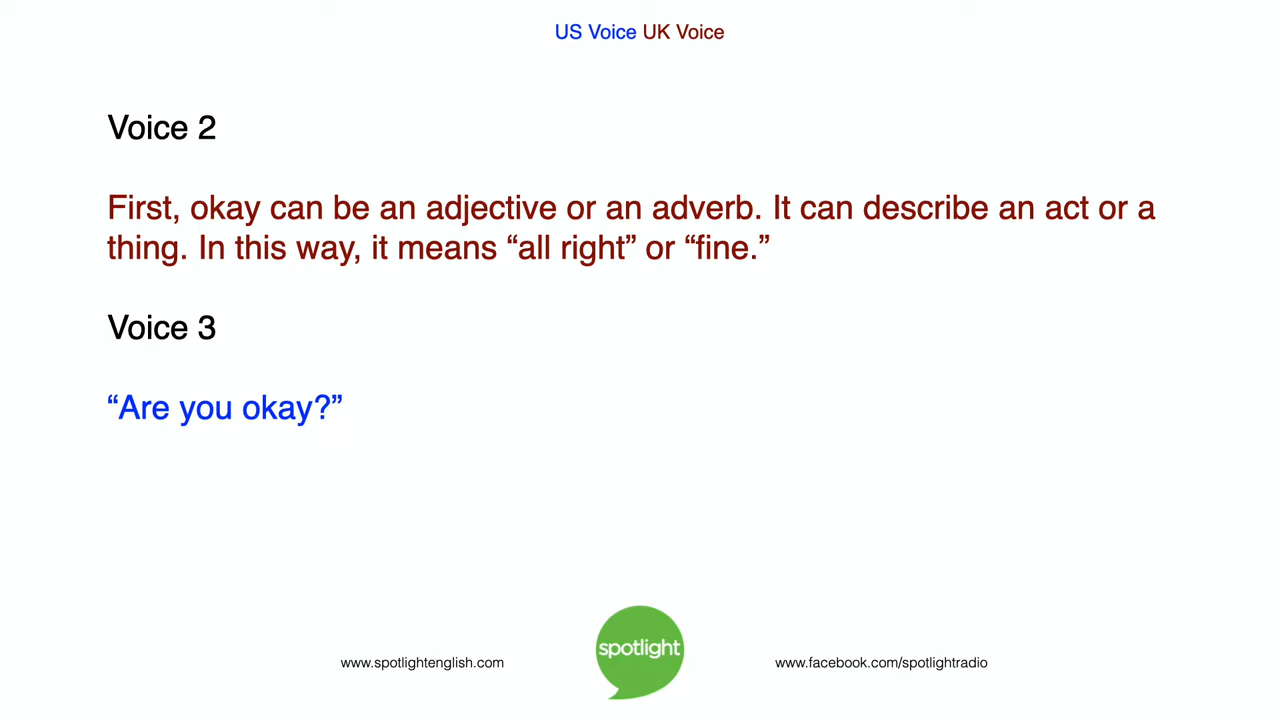 US Voice UK Voice
Voice 2
First, okay can be an adjective or an adverb. It can describe an act or a
thing. In this way, it means “all right” or “fine.”
Voice 3
“Are you okay?”
spotlight
www.spotlightenglish.com
www.facebook.com/spotlightradio